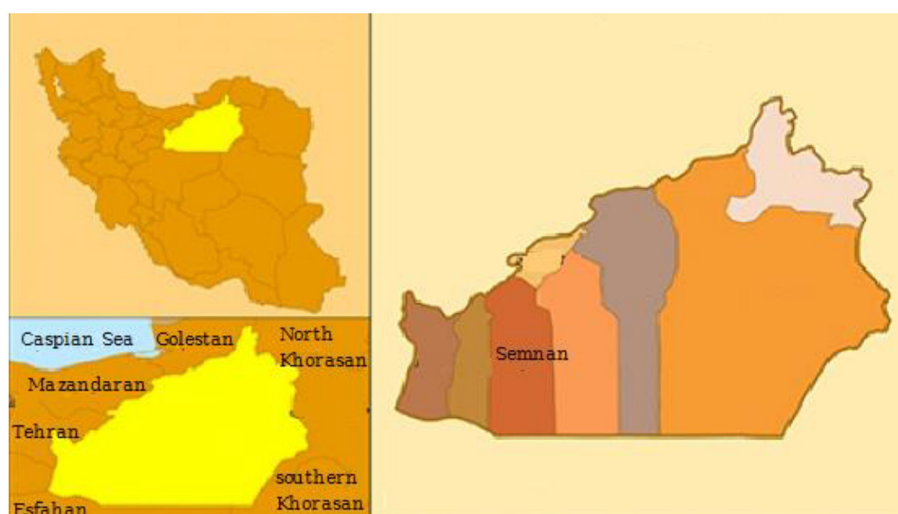 Caspian Sea
Golestan
North
Khorasan
Mazandaran
Tehran
southern
Khorasan
Esfahan
Semnan